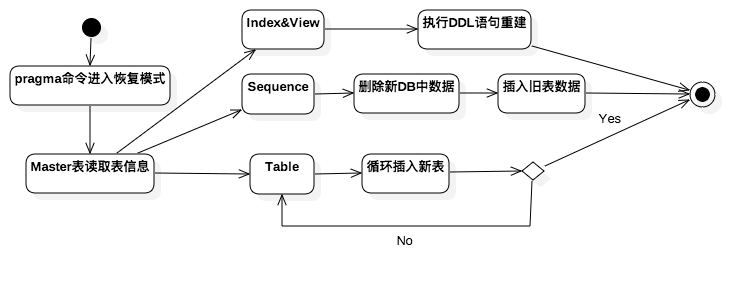 Index&View
执行DDL语句重建
pragma命令进入恢复模式
Sequence
删除新DB中数据
插入旧表数据
Yes
Master表读取表信息
Table
循环插入新表
No